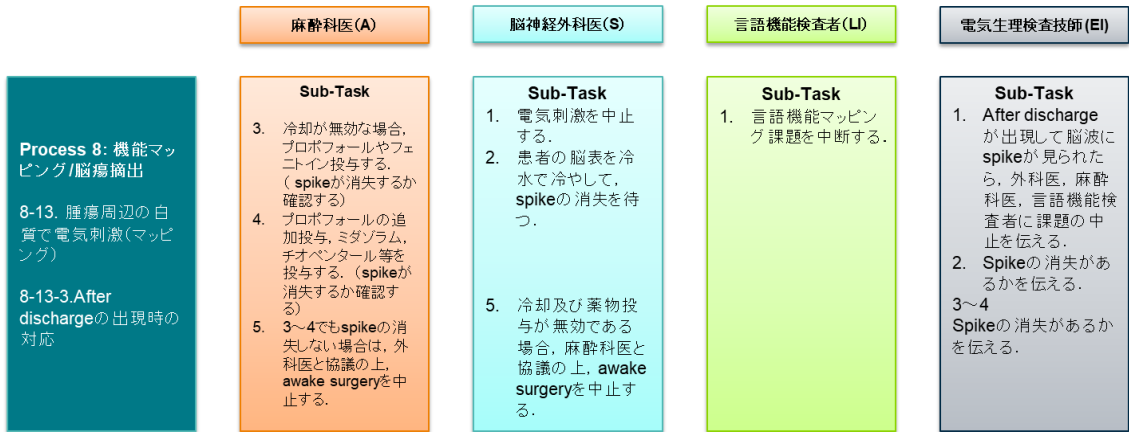 麻酔科医(A)
脳神経外科医(S)
言語機能検査者(LI)
電気生理検査技師(EI)
Process 8: 機能マッ
ピング/脳瘍摘出
8-13. 腫瘍周辺の白
質で電気刺激(マッピ
ング)
8-13-3.After
dischargeの出現時の
対応
Sub-Task
3. 冷却が無効な場合,
プロポフォールやフェ
ニトイン投与する.
( spikeが消失するか
確認する)
4. プロポフォールの追
加投与, ミダゾラム,
チオペンタール等を
投与する. (spikeが
消失するか確認す
る)
5. 3～4でもspikeの消
失しない場合は, 外
科医と協議の上,
awake surgeryを中
止する.
Sub-Task
1. 電気刺激を中止
する.
2. 患者の脳表を冷
水で冷やして,
spikeの消失を待
つ.
5. 冷却及び薬物投
与が無効である
場合, 麻酔科医と
協議の上, awake
surgeryを中止す
る.
Sub-Task
1. 言語機能マッピン
グ課題を中断する.
Sub-Task
1. After discharge
が出現して脳波に
spikeが見られた
ら, 外科医, 麻酔
科医, 言語機能検
査者に課題の中
止を伝える.
2. Spikeの消失があ
るかを伝える.
3～4
Spikeの消失があるか
を伝える.